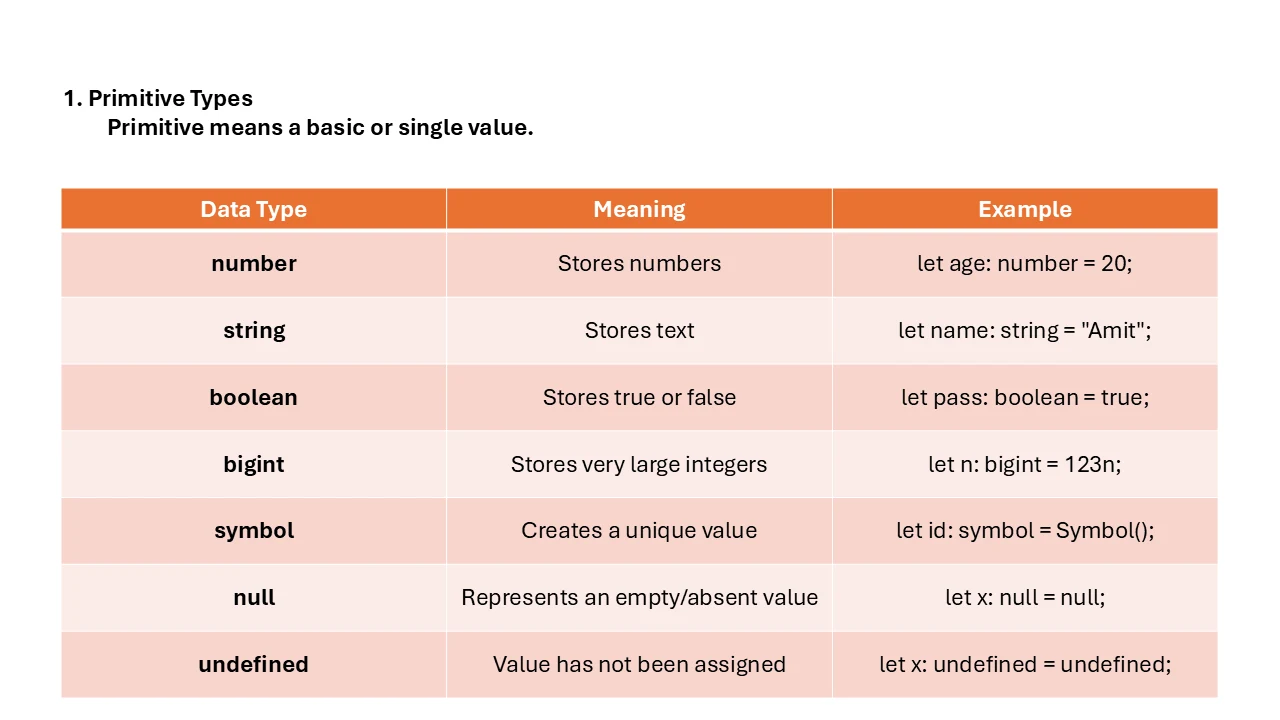 1. Primitive Types
Primitive means a basic or single value.
Data Type Meaning Example
number Stores numbers let age: number = 20;
string Stores text let name: string = "Amit";
boolean Stores true or false let pass: boolean = true;
bigint Stores very large integers let n: bigint = 123n;
symbol Creates a unique value let id: symbol = Symbol();
null Represents an empty/absent value let x: null = null;
undefined Value has not been assigned let x: undefined = undefined;